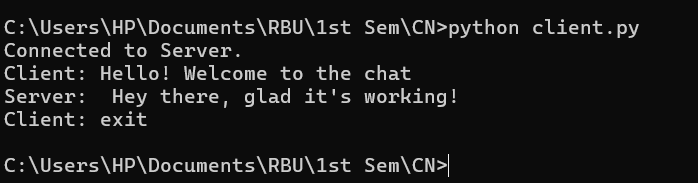 C:\Users\HP\Documents\RBU\1st Sem\CN>python client.py
Connected to Server.
Client: Hello! Welcome to the chat
Server:  Hey there, glad it's working!
Client: exit
C:\Users\HP\Documents\RBU\1st Sem\CN>